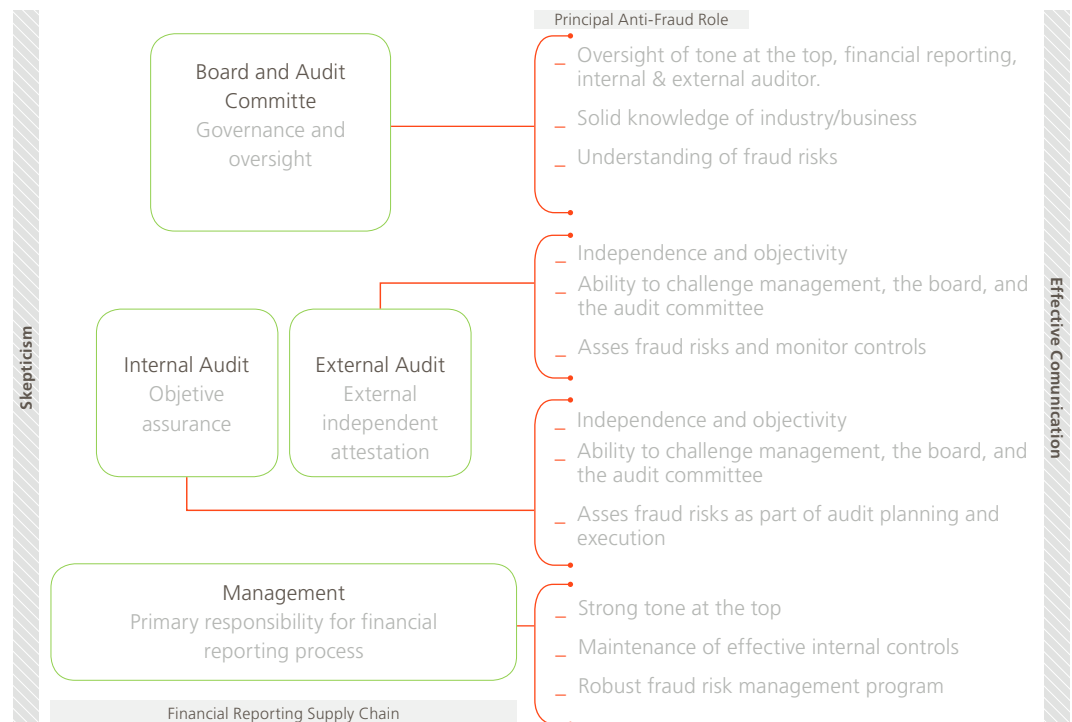 Principal Anti-Fraud Role
Skepticism
Board and Audit
Committe
Governance and
oversight
Oversight of tone at the top, financial reporting,
internal & external auditor.
Solid knowledge of industry/business
Understanding of fraud risks
Internal Audit
Objetive
assurance
External Audit
External
independent
attestation
Independence and objectivity
Ability to challenge management, the board, and
the audit committee
Asses fraud risks and monitor controls
Independence and objectivity
Ability to challenge management, the board, and
the audit committee
Asses fraud risks as part of audit planning and
execution
Management
Primary responsibility for financial
reporting process
Strong tone at the top
Maintenance of effective internal controls
Robust fraud risk management program
Financial Reporting Supply Chain
Effective Comunication